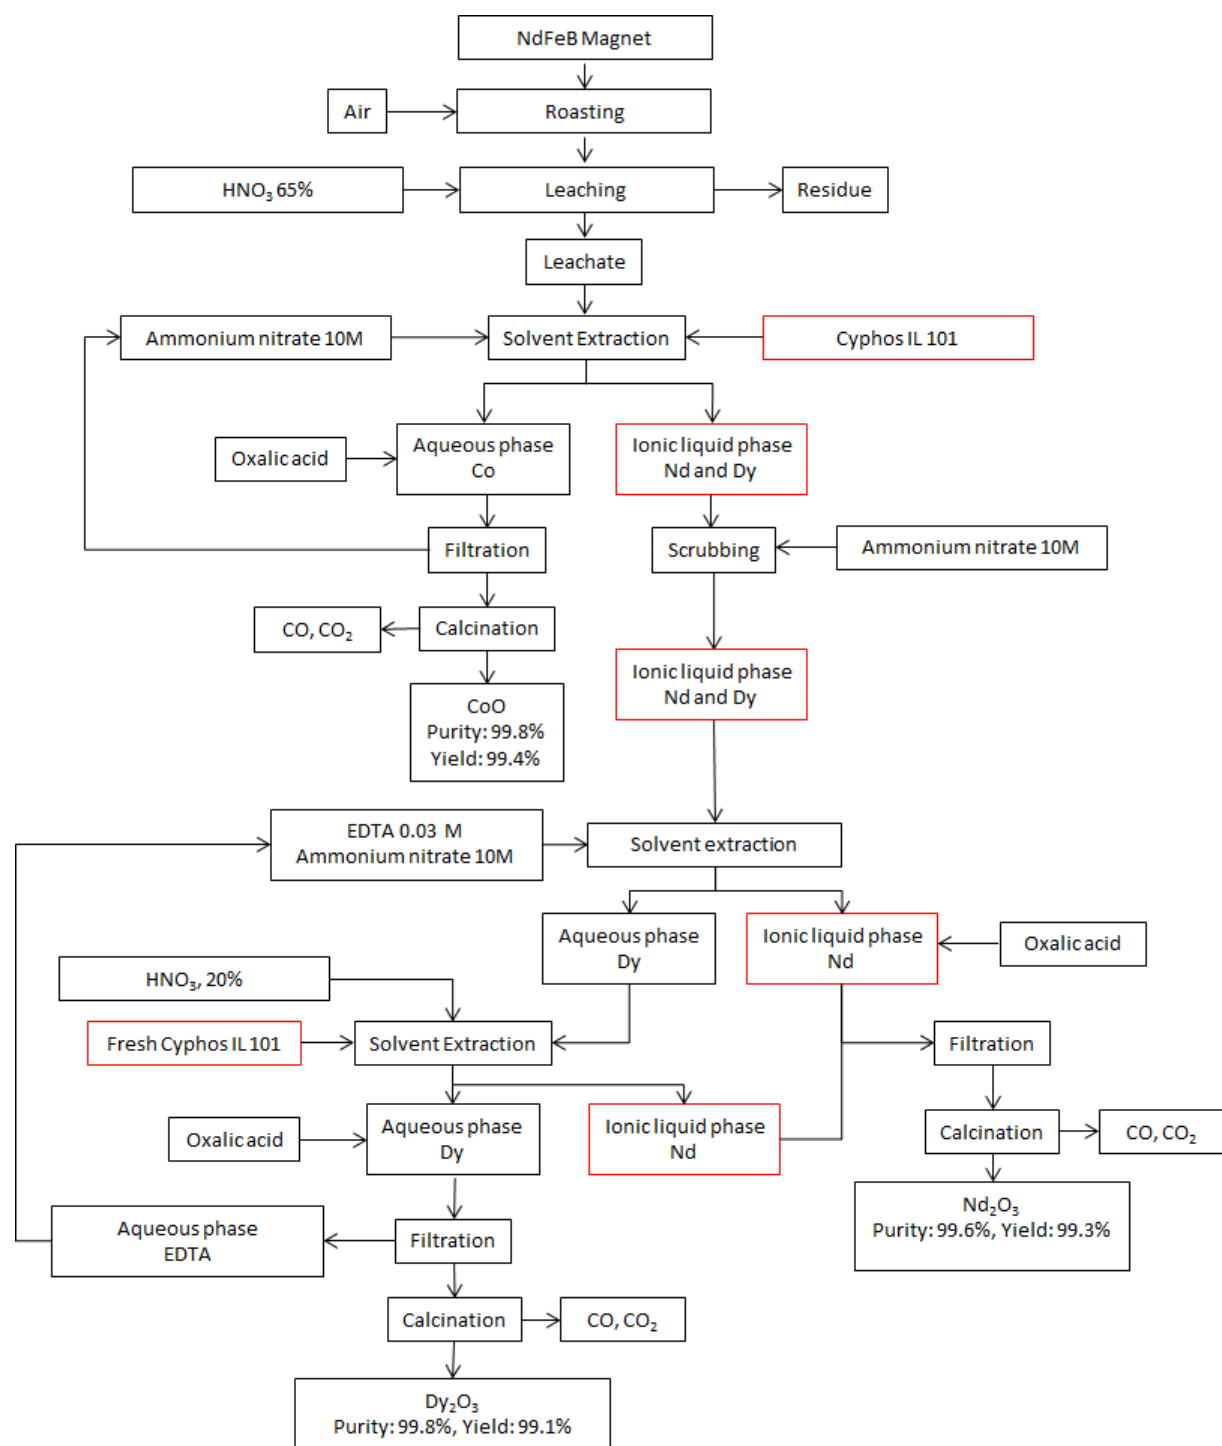 NdFeB Magnet
Air
Roasting
HNO₃ 65%
Leaching
Residue
Leachate
Ammonium nitrate 10M
Solvent Extraction
Cyphos IL 101
Oxalic acid
Aqueous phase
Co
Ionic liquid phase
Nd and Dy
Filtration
Scrubbing
Ammonium nitrate 10M
CO, CO₂
Calcination
Ionic liquid phase
Nd and Dy
CoO
Purity: 99.8%
Yield: 99.4%
EDTA 0.03 M
Ammonium nitrate 10M
Solvent extraction
Aqueous phase
Dy
Ionic liquid phase
Nd
Oxalic acid
HNO₃, 20%
Fresh Cyphos IL 101
Solvent Extraction
Filtration
Oxalic acid
Aqueous phase
Dy
Ionic liquid phase
Nd
Calcination
CO, CO₂
Nd₂O₃
Purity: 99.6%, Yield: 99.3%
Aqueous phase
EDTA
Filtration
Calcination
CO, CO₂
Dy₂O₃
Purity: 99.8%, Yield: 99.1%